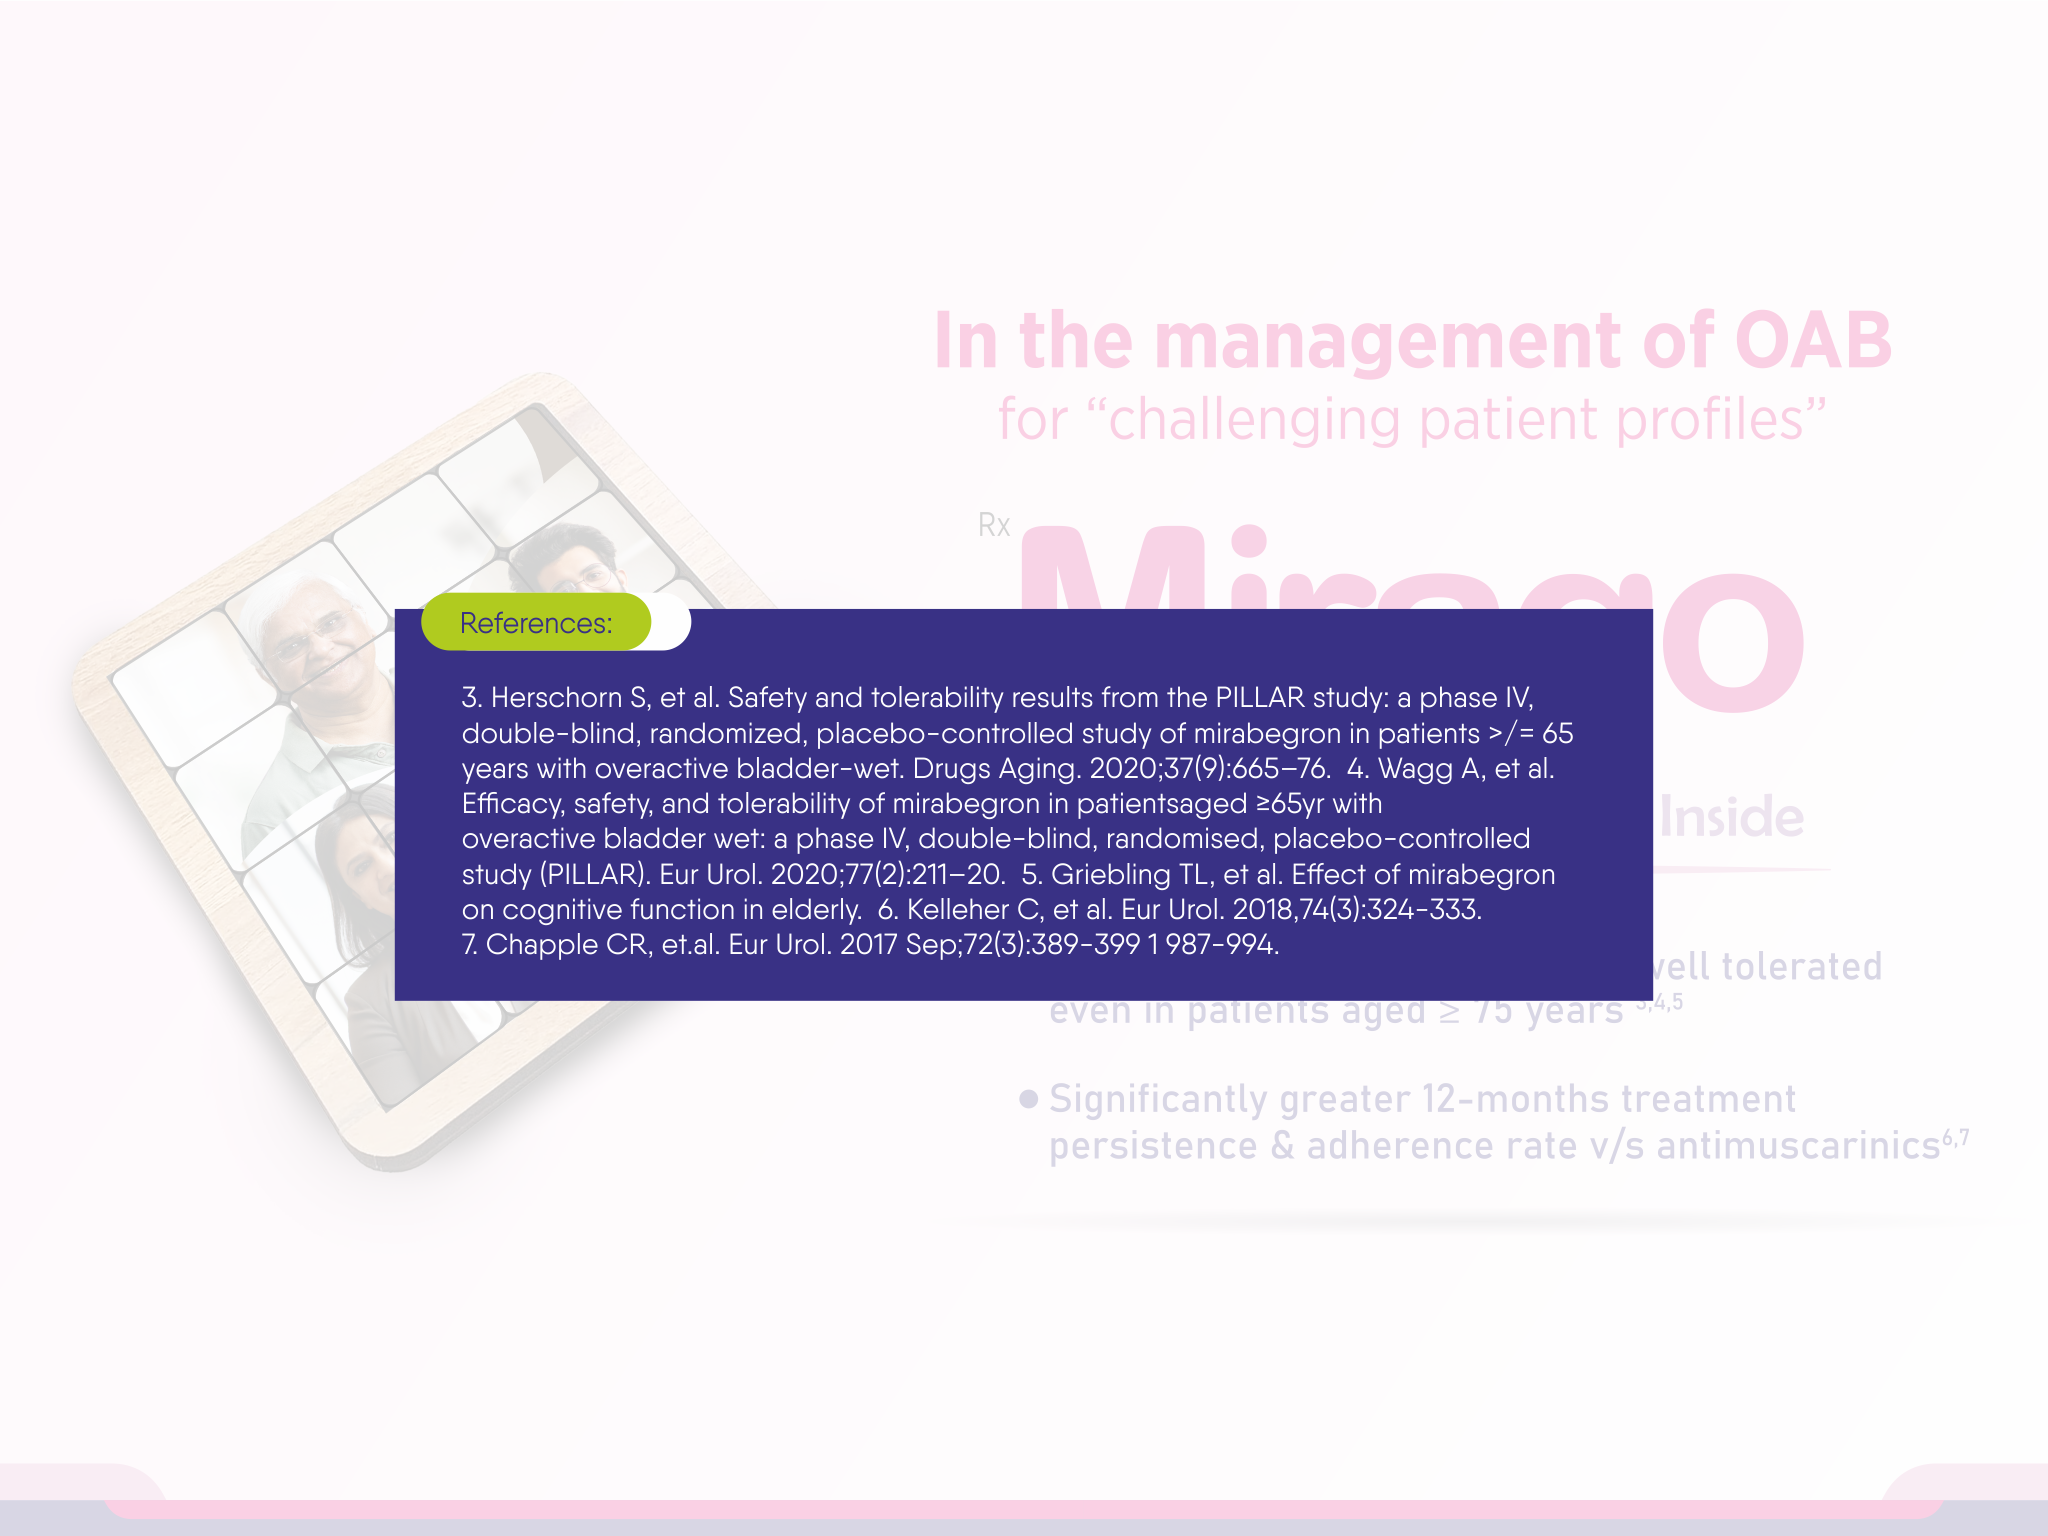 In the management of OAB
for “challenging patient profiles”
Rx
Mirago
References:
3. Herschorn S, et al. Safety and tolerability results from the PILLAR study: a phase IV,
double-blind, randomized, placebo-controlled study of mirabegron in patients >/= 65
years with overactive bladder-wet. Drugs Aging. 2020;37(9):665–76. 4. Wagg A, et al.
Efficacy, safety, and tolerability of mirabegron in patientsaged ≥65yr with
overactive bladder wet: a phase IV, double-blind, randomised, placebo-controlled
study (PILLAR). Eur Urol. 2020;77(2):211–20. 5. Griebling TL, et al. Effect of mirabegron
on cognitive function in elderly. 6. Kelleher C, et al. Eur Urol. 2018,74(3):324-333.
7. Chapple CR, et.al. Eur Urol. 2017 Sep;72(3):389-399 1 987-994.
Inside
well tolerated
even in patients aged ≥ 75 years 3,4,5
• Significantly greater 12-months treatment
persistence & adherence rate v/s antimuscarinics6,7